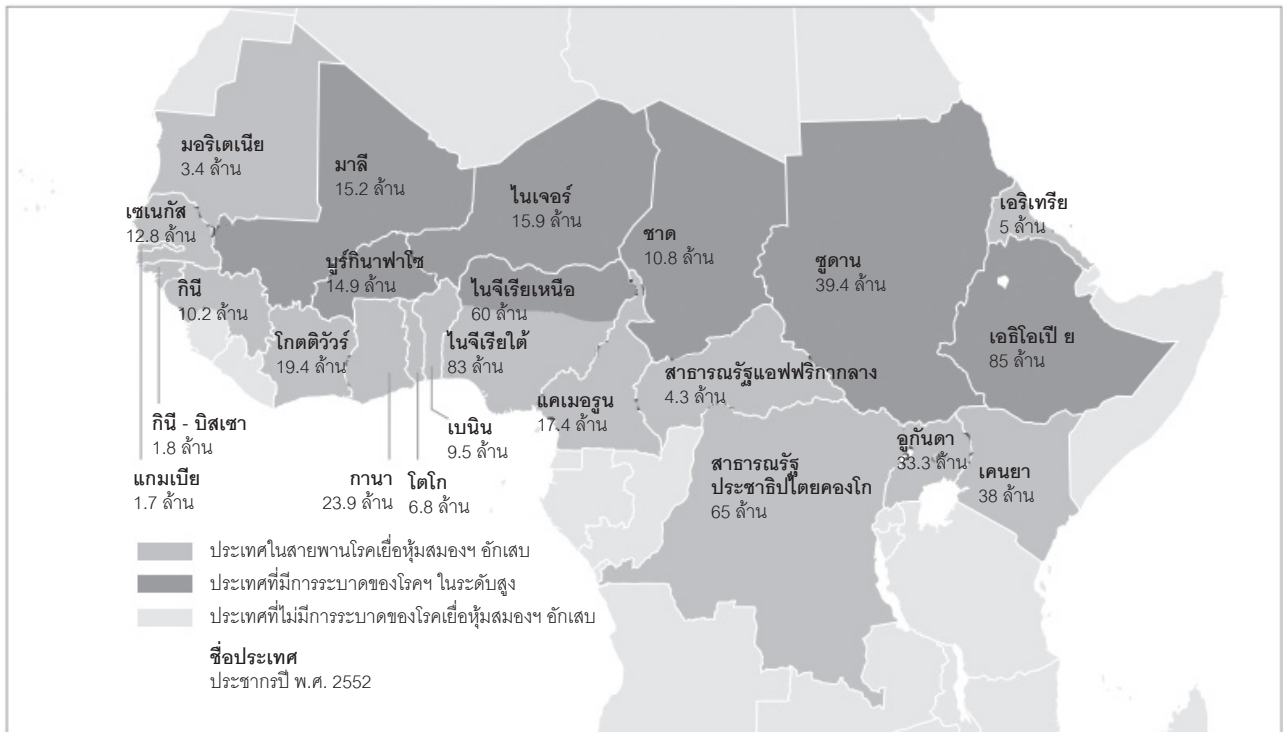 มอริเตเนีย
3.4 ล้าน
มาลี
15.2 ล้าน
ไนเจอร์
15.9 ล้าน
ชาด
10.8 ล้าน
ซูดาน
39.4 ล้าน
เอริเทรีย
5 ล้าน
เซเนกัส
12.8 ล้าน
บูร์กินาฟาโซ
14.9 ล้าน
ไนจีเรียเหนือ
60 ล้าน
กินี
10.2 ล้าน
โกตติวัวร์
19.4 ล้าน
ไนจีเรียใต้
83 ล้าน
สาธารณรัฐแอฟฟริกากลาง
4.3 ล้าน
เอธิโอเปี ย
85 ล้าน
แคเมอรูน
17.4 ล้าน
กินี - บิสเซา
1.8 ล้าน
เบนิน
9.5 ล้าน
อูกันดา
33.3 ล้าน
แกมเบีย
1.7 ล้าน
กานา
23.9 ล้าน
โตโก
6.8 ล้าน
สาธารณรัฐ
ประชาธิปไตยคองโก
65 ล้าน
เคนยา
38 ล้าน
ประเทศในสายพานโรคเยื่อหุ้มสมองฯ อักเสบ
ประเทศที่มีการระบาดของโรคฯ ในระดับสูง
ประเทศที่ไม่มีการระบาดของโรคเยื่อหุ้มสมองฯ อักเสบ
ชื่อประเทศ
ประชากรปี พ.ศ. 2552